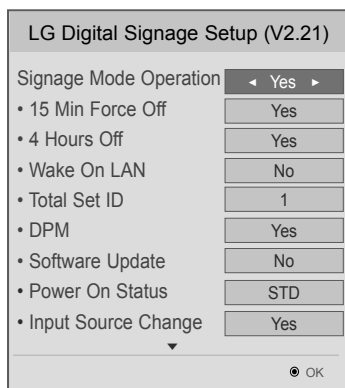 LG Digital Signage Setup (V2.21)
Signage Mode Operation ◄ Yes ►
• 15 Min Force Off Yes
• 4 Hours Off Yes
• Wake On LAN No
• Total Set ID 1
• DPM Yes
• Software Update No
• Power On Status STD
• Input Source Change Yes
OK